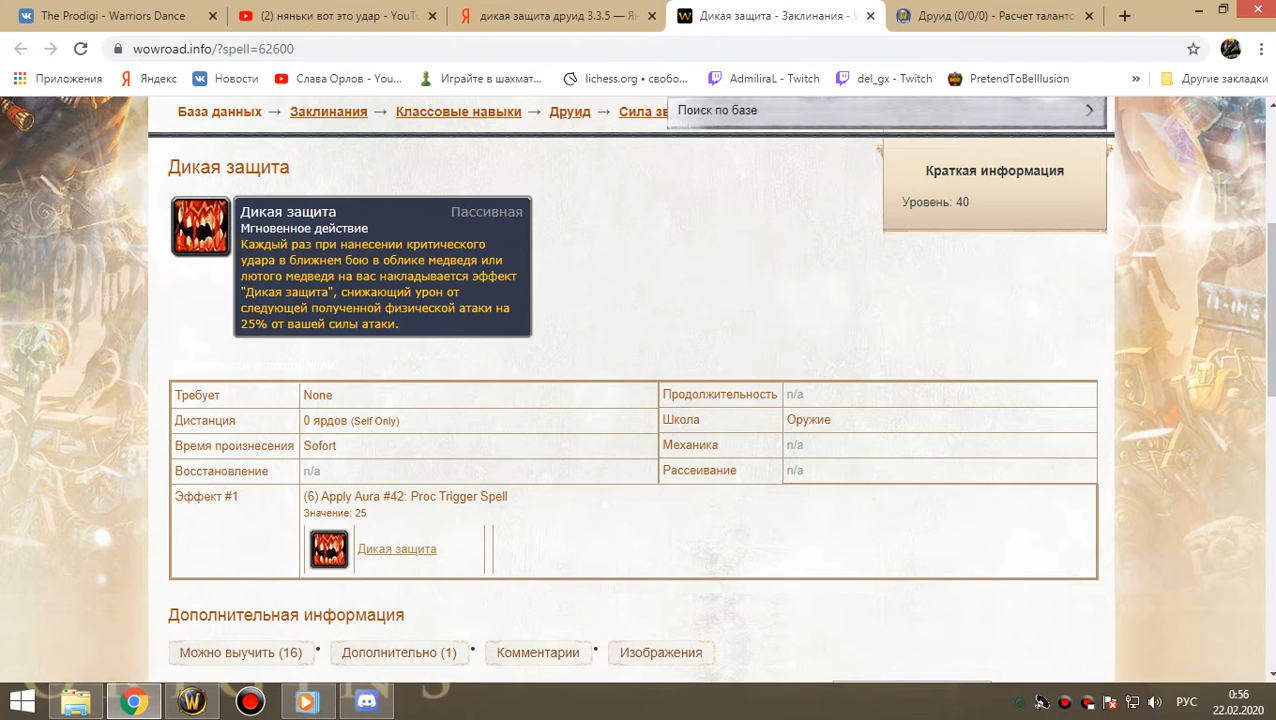 The Prodigi - Warriors Dance
(2) няньки вот это удар - YouTU
дикая защита друид 3.3.5 — Ян
Дикая защита - Заклинания -
Друид (0/0/0) - Расчет таланто
wowroad.info/?spell=62600
Приложения
Яндекс
Новости
Слава Орлов - You...
Играйте в шахмат...
lichess.org • свобо...
AdmiriraL - Twitch
del_gx - Twitch
PretendToBeIllusion
»
Другие закладки
База данных → Заклинания → Классовые навыки → Друид → Сила зв
Поиск по базе
Дикая защита
Краткая информация
Уровень: 40
Дикая защита Пассивная
Мгновенное действие
Каждый раз при нанесении критического
удара в ближнем бою в облике медведя или
лютого медведя на вас накладывается эффект
"Дикая защита", снижающий урон от
следующей полученной физической атаки на
25% от вашей силы атаки.
Требует None Продолжительность n/a
Дистанция 0 ярдов (Self Only) Школа Оружие
Время произнесения Sofort Механика n/a
Восстановление n/a Рассеивание n/a
Эффект #1 (6) Apply Aura #42: Proc Trigger Spell
Значение: 25
Дикая защита
Дополнительная информация
Можно выучить (16) • Дополнительно (1) • Комментарии • Изображения
РУС
0:56
22.02.2020